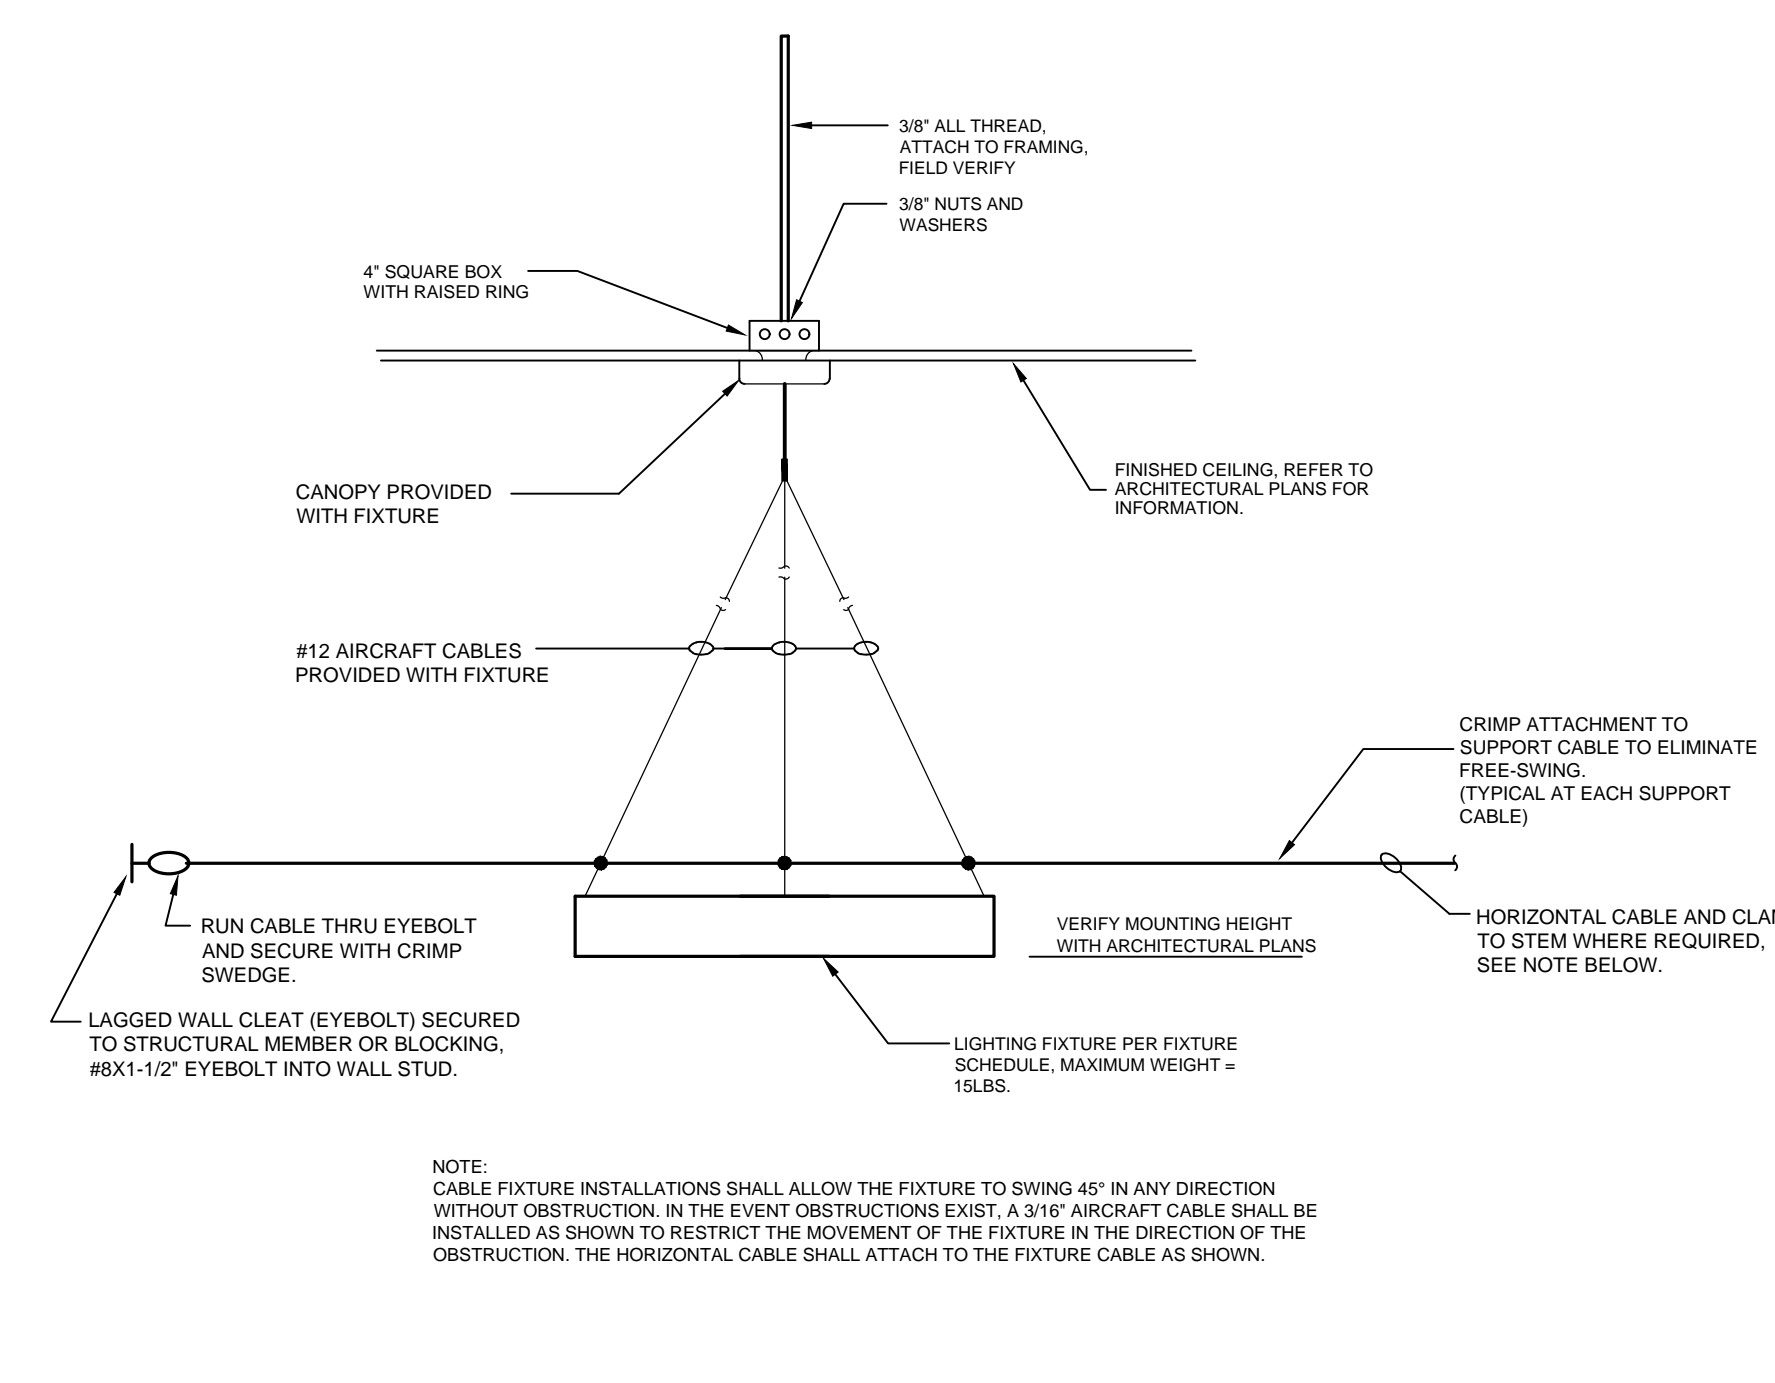 3/8" ALL THREAD,
ATTACH TO FRAMING,
FIELD VERIFY
3/8" NUTS AND
WASHERS
4" SQUARE BOX
WITH RAISED RING
CANOPY PROVIDED
WITH FIXTURE
FINISHED CEILING, REFER TO
ARCHITECTURAL PLANS FOR
INFORMATION.
#12 AIRCRAFT CABLES
PROVIDED WITH FIXTURE
CRIMP ATTACHMENT TO
SUPPORT CABLE TO ELIMINATE
FREE-SWING.
(TYPICAL AT EACH SUPPORT
CABLE)
RUN CABLE THRU EYEBOLT
AND SECURE WITH CRIMP
SWEDGE.
VERIFY MOUNTING HEIGHT
WITH ARCHITECTURAL PLANS
HORIZONTAL CABLE AND
TO STEM WHERE REQUIRED,
SEE NOTE BELOW.
LAGGED WALL CLEAT (EYEBOLT) SECURED
TO STRUCTURAL MEMBER OR BLOCKING,
#8X1-1/2" EYEBOLT INTO WALL STUD.
LIGHTING FIXTURE PER FIXTURE
SCHEDULE, MAXIMUM WEIGHT =
15LBS.
NOTE:
CABLE FIXTURE INSTALLATIONS SHALL ALLOW THE FIXTURE TO SWING 45° IN ANY DIRECTION
WITHOUT OBSTRUCTION. IN THE EVENT OBSTRUCTIONS EXIST, A 3/16" AIRCRAFT CABLE SHALL BE
INSTALLED AS SHOWN TO RESTRICT THE MOVEMENT OF THE FIXTURE IN THE DIRECTION OF THE
OBSTRUCTION. THE HORIZONTAL CABLE SHALL ATTACH TO THE FIXTURE CABLE AS SHOWN.